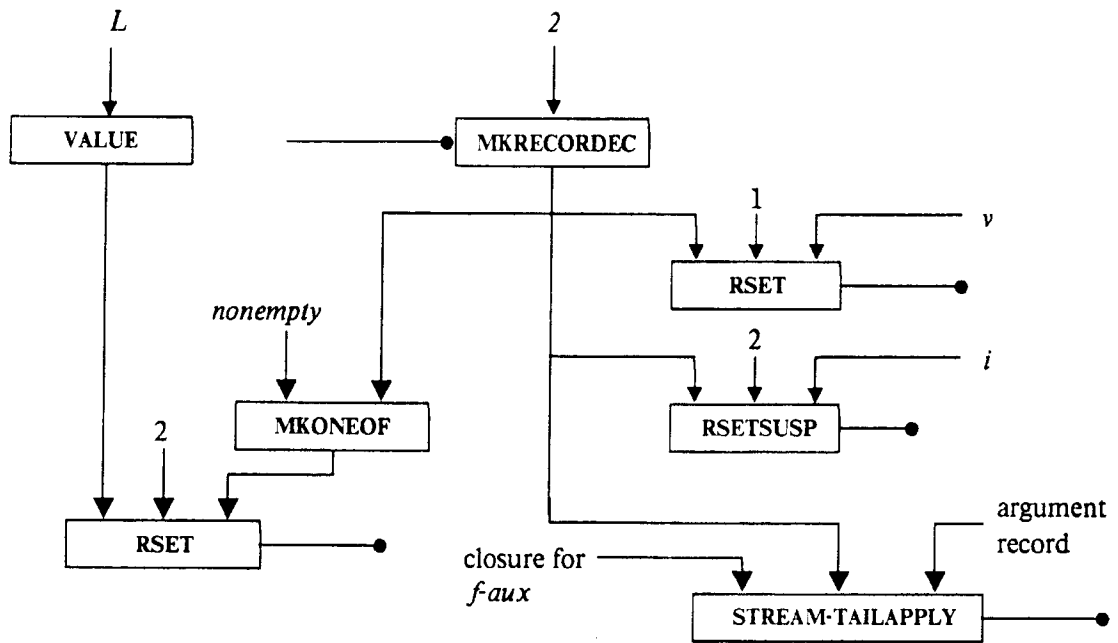 L
2
VALUE
MKRECORDEC
1
v
RSET
nonempty
2
i
MKONEOF
RSETSUSP
2
RSET
argument
record
closure for
f-aux
STREAM-TAILAPPLY